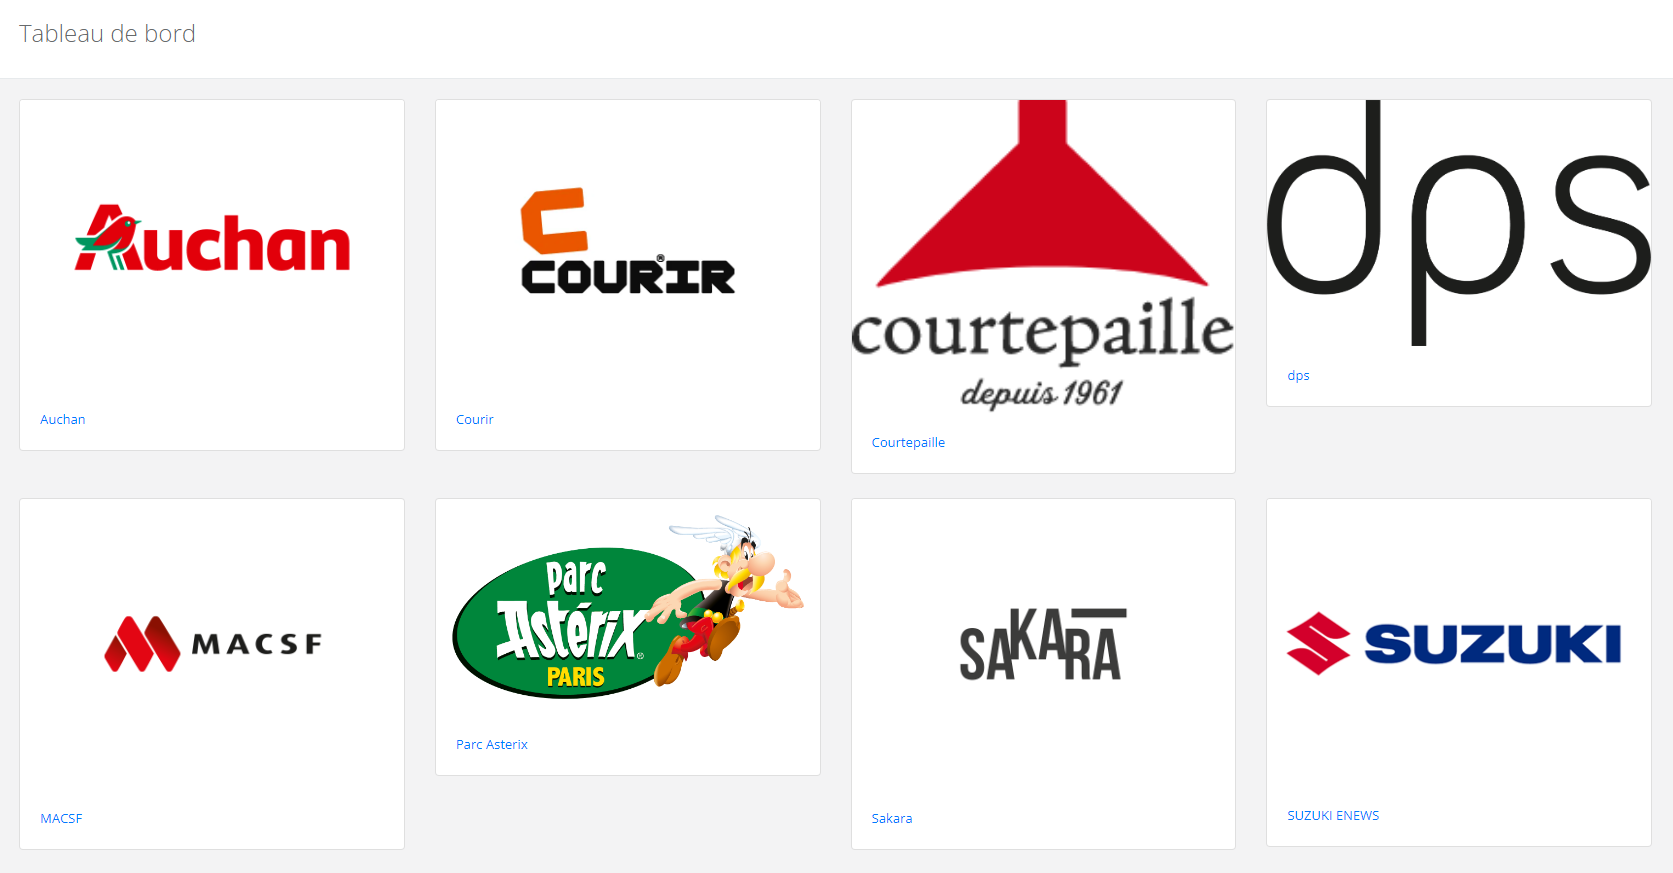 Tableau de bord
Auchan
Auchan
COURIR®
Courir
courtepaille
depuis 1961
Courtepaille
dps
dps
MACSF
MACSF
parc
Astérix®
PARIS
Parc Asterix
SAKARA
Sakara
SUZUKI
SUZUKI ENEWS